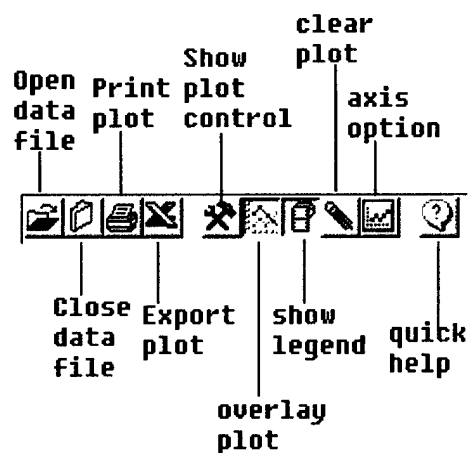 Open
data
file
Print
plot
Show
plot
control
clear
plot
axis
option
Close
data
file
Export
plot
overlay
plot
show
legend
quick
help